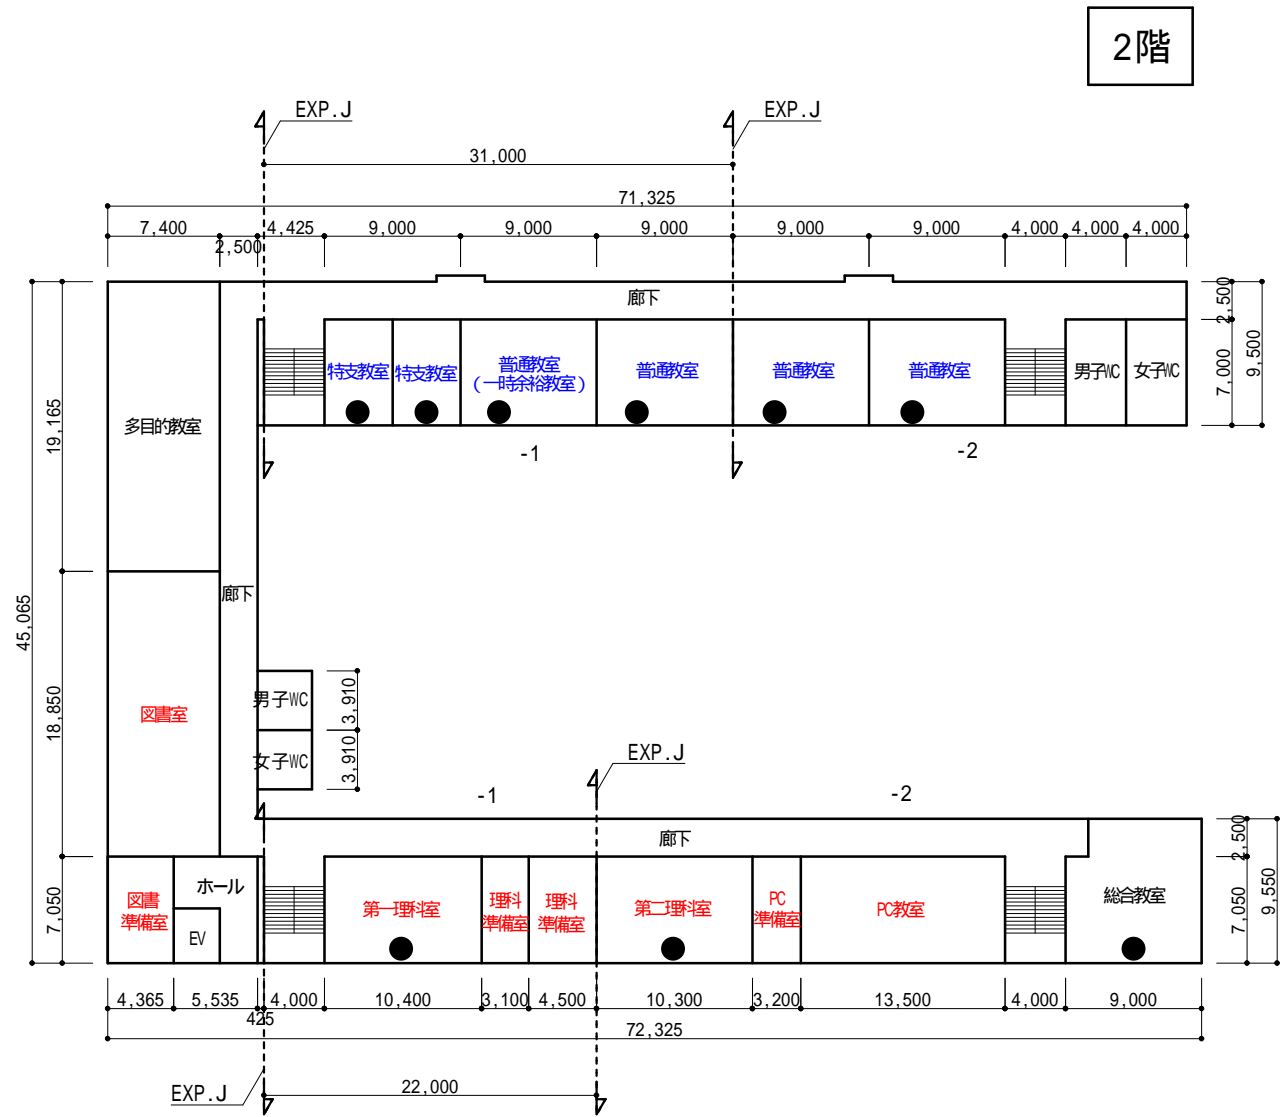 2階
EXP.J
EXP.J
31,000
71,325
7,400
2,500
4,425
9,000
9,000
9,000
9,000
9,000
4,000
4,000
4,000
廊下
2,500
7,000
9,500
特支教室
特支教室
普通教室
(一時余裕教室)
普通教室
普通教室
普通教室
男子WC
女子WC
多目的教室
19,165
-1
-2
45,065
廊下
18,850
図書室
男子WC
3,910
女子WC
3,910
EXP.J
-1
-2
廊下
2,500
7,050
9,550
7,050
図書
準備室
ホール
EV
第一理科室
理科
準備室
理科
準備室
第二理科室
PC
準備室
PC教室
総合教室
4,365
5,535
425
4,000
10,400
3,100
4,500
10,300
3,200
13,500
4,000
9,000
72,325
EXP.J
22,000